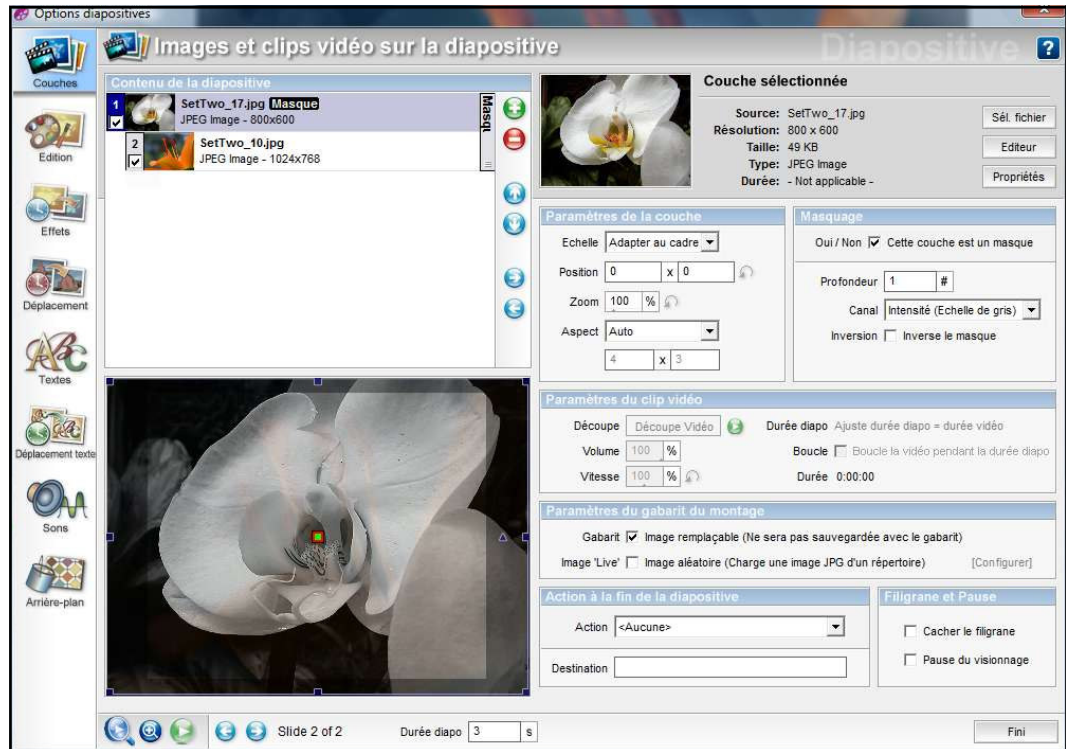 Options diapositives
Images et clips vidéo sur la diapositive
Diapositive
?
Couches
Edition
Effets
Déplacement
Textes
Déplacement texte
Sons
Arrière-plan
Contenu de la diapositive
1
SetTwo_17.jpg Masque
JPEG Image - 800x600
Masqu
2
SetTwo_10.jpg
JPEG Image - 1024x768
Couche sélectionnée
Source: SetTwo_17.jpg
Résolution: 800 x 600
Taille: 49 KB
Type: JPEG Image
Durée: - Not applicable -
Sél. fichier
Editeur
Propriétés
Paramètres de la couche
Echelle Adapter au cadre
Position 0 x 0
Zoom 100 %
Aspect Auto
4 x 3
Masquage
Oui / Non Cette couche est un masque
Profondeur 1 #
Canal Intensité (Echelle de gris)
Inversion Inverse le masque
Paramètres du clip vidéo
Découpe Découpe Vidéo
Volume 100 %
Vitesse 100 %
Durée diapo Ajuste durée diapo = durée vidéo
Boucle Boucle la vidéo pendant la durée diapo
Durée 0:00:00
Paramètres du gabarit du montage
Gabarit Image remplaçable (Ne sera pas sauvegardée avec le gabarit)
Image 'Live' Image aléatoire (Charge une image JPG d'un répertoire) [Configurer]
Action à la fin de la diapositive
Action <Aucune>
Destination
Filigrane et Pause
Cacher le filigrane
Pause du visionnage
Slide 2 of 2
Durée diapo 3 s
Fini